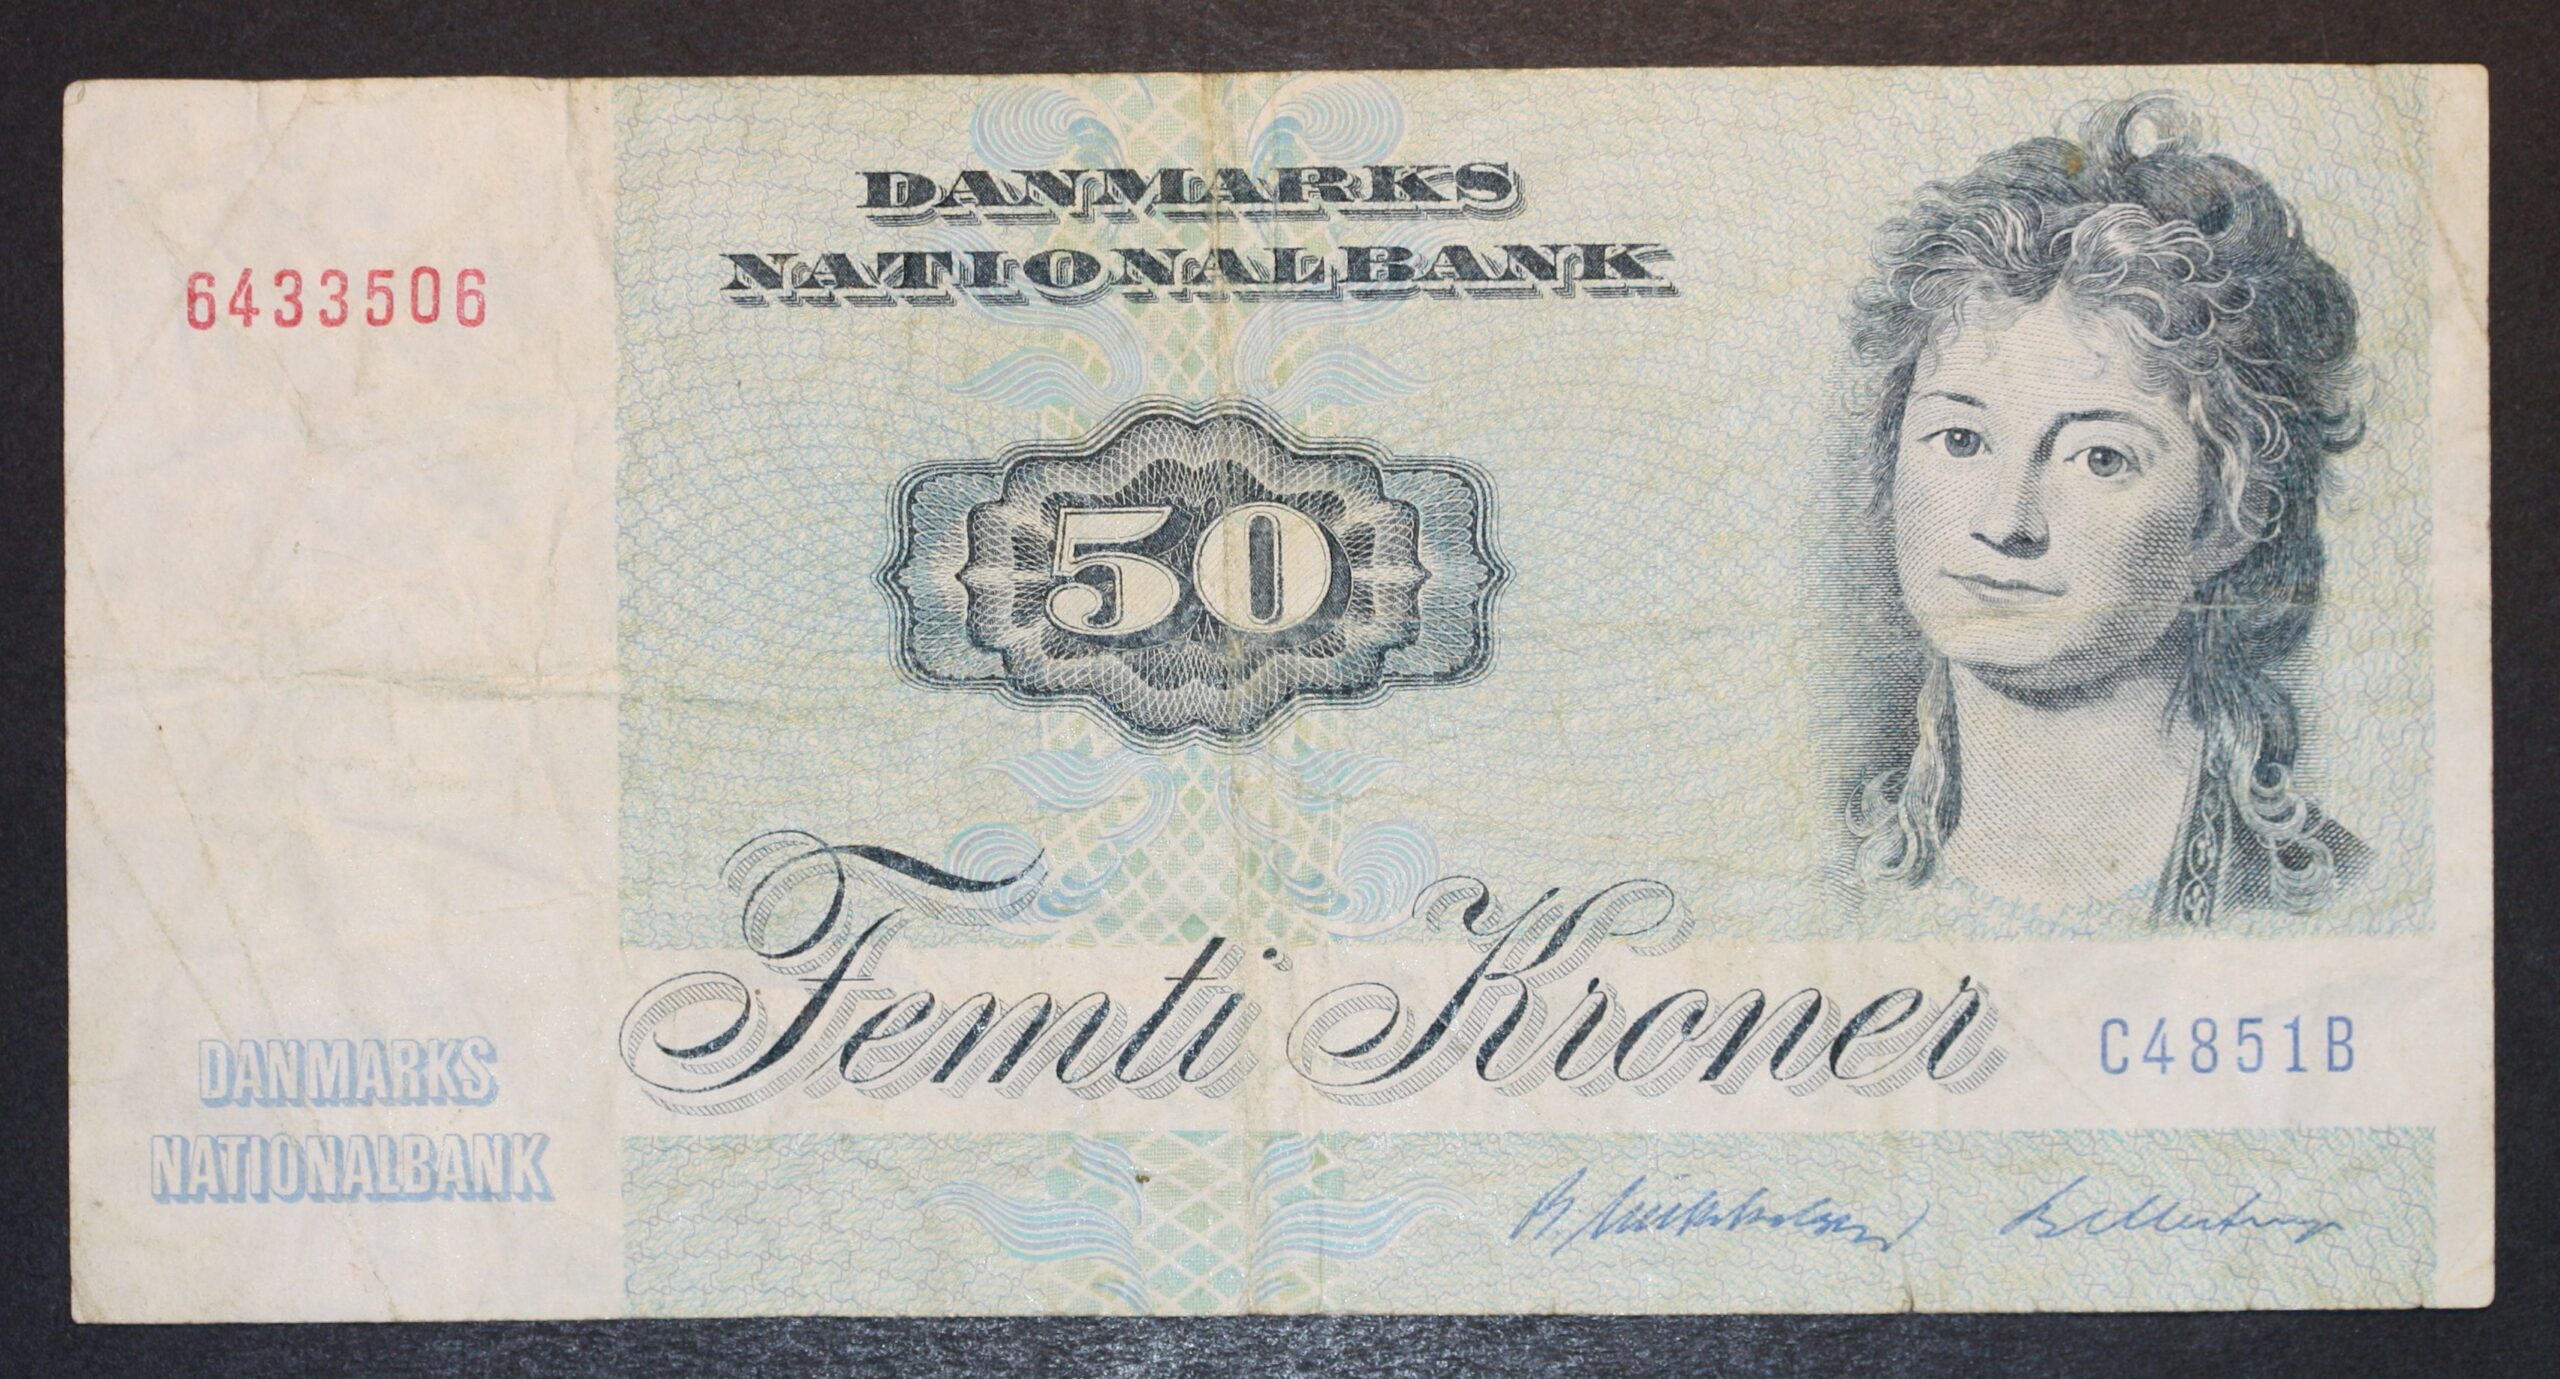 DANMARKS
NATIONALBANK
6433506
50
Femti Kroner
C4851B
DANMARKS
NATIONALBANK